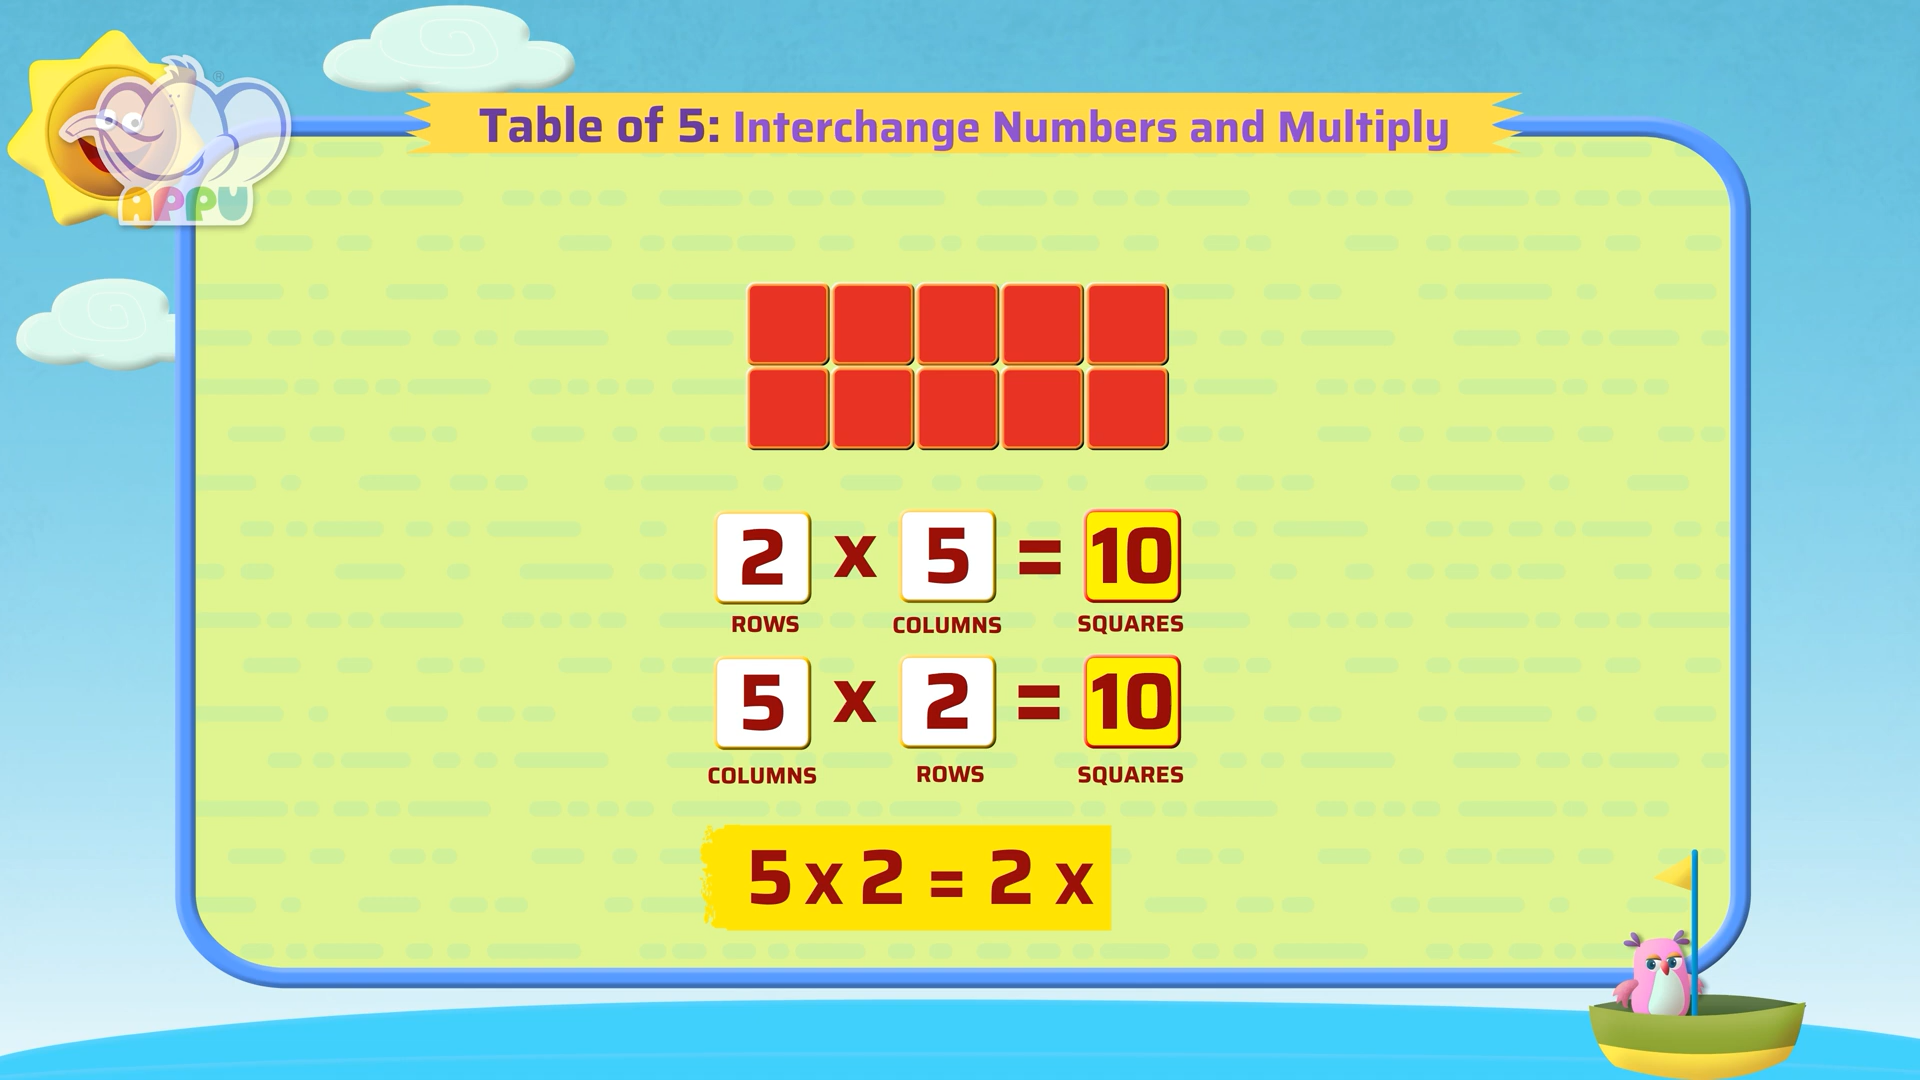 APPU
®
Table of 5: Interchange Numbers and Multiply
2 x 5 = 10
ROWS COLUMNS SQUARES
5 x 2 = 10
COLUMNS ROWS SQUARES
5 x 2 = 2 x